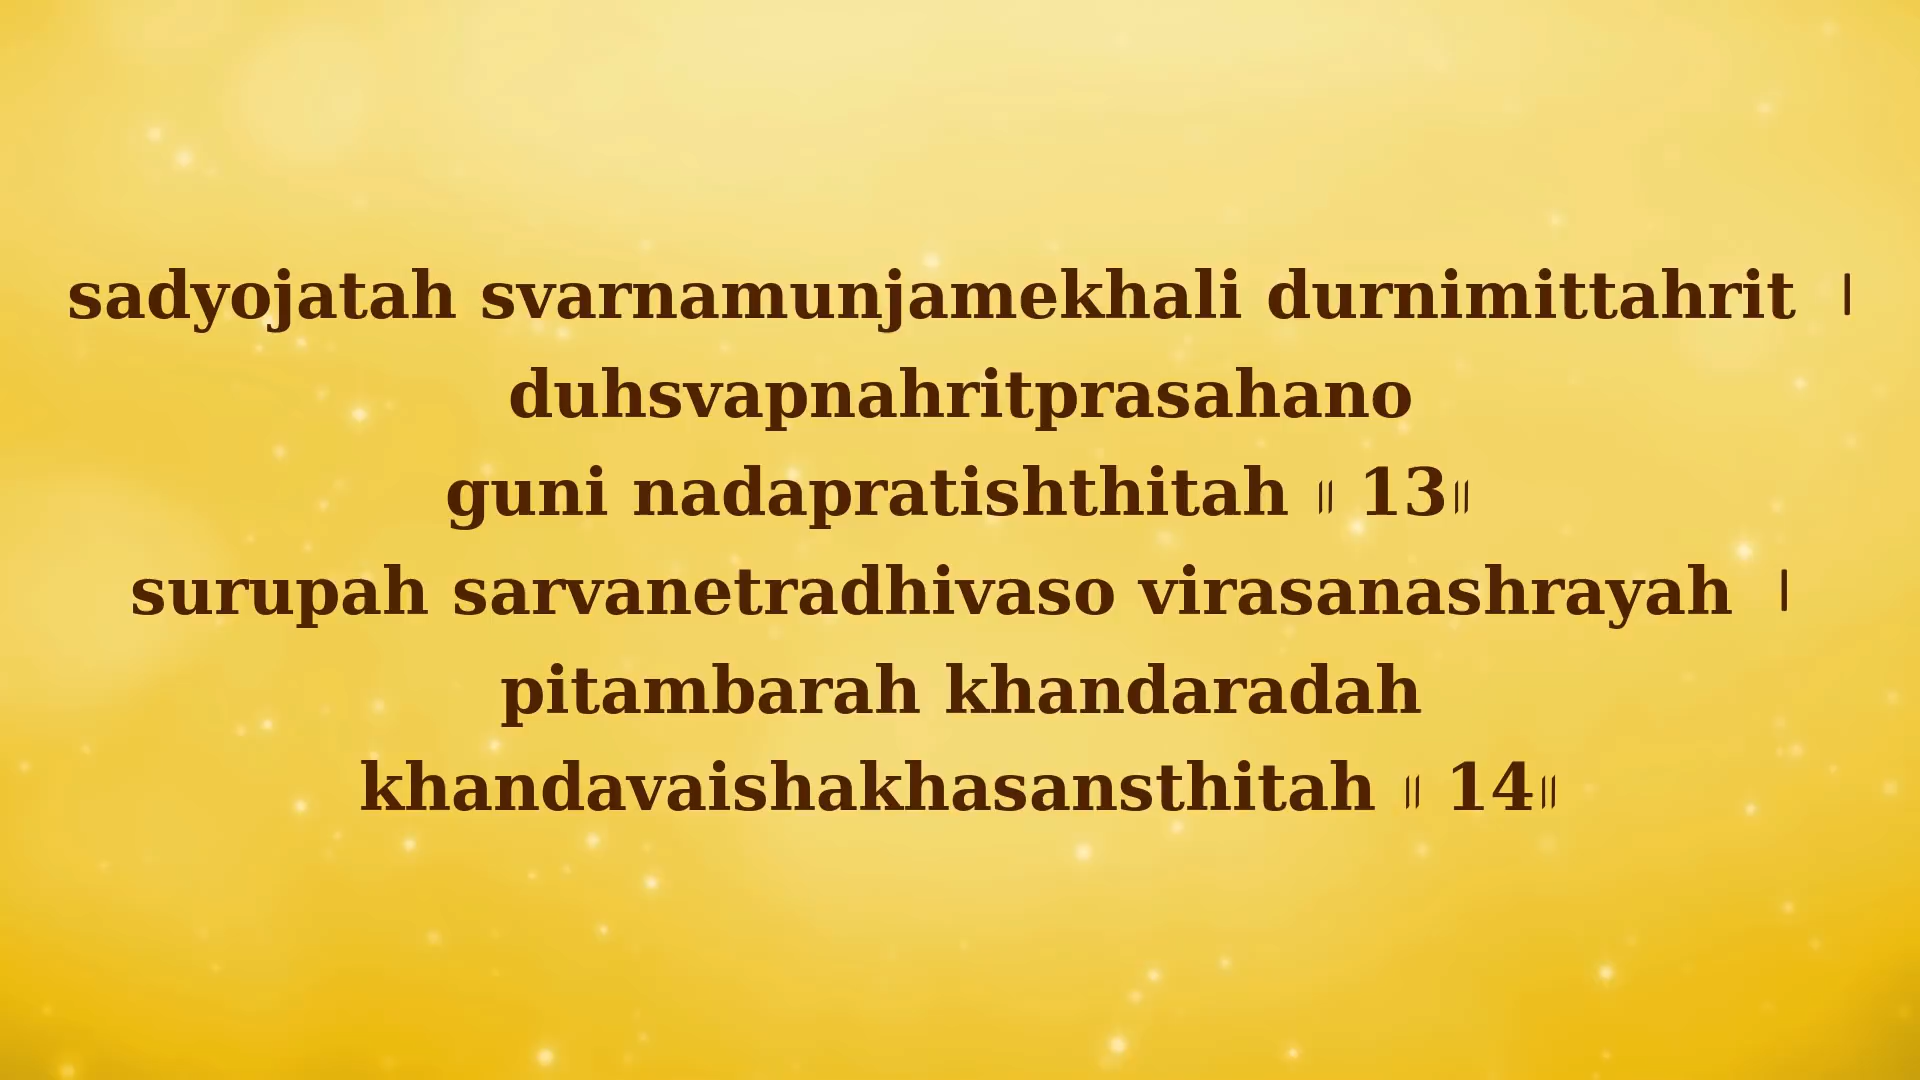 sadyojatah svarnamunjamekhali durnimittahrit ।
duhsvapnahritprasahano
guni nadapratishthitah ॥ 13॥
surupah sarvanetradhivaso virasanashrayah ।
pitambarah khandaradah
khandavaishakhasansthitah ॥ 14॥